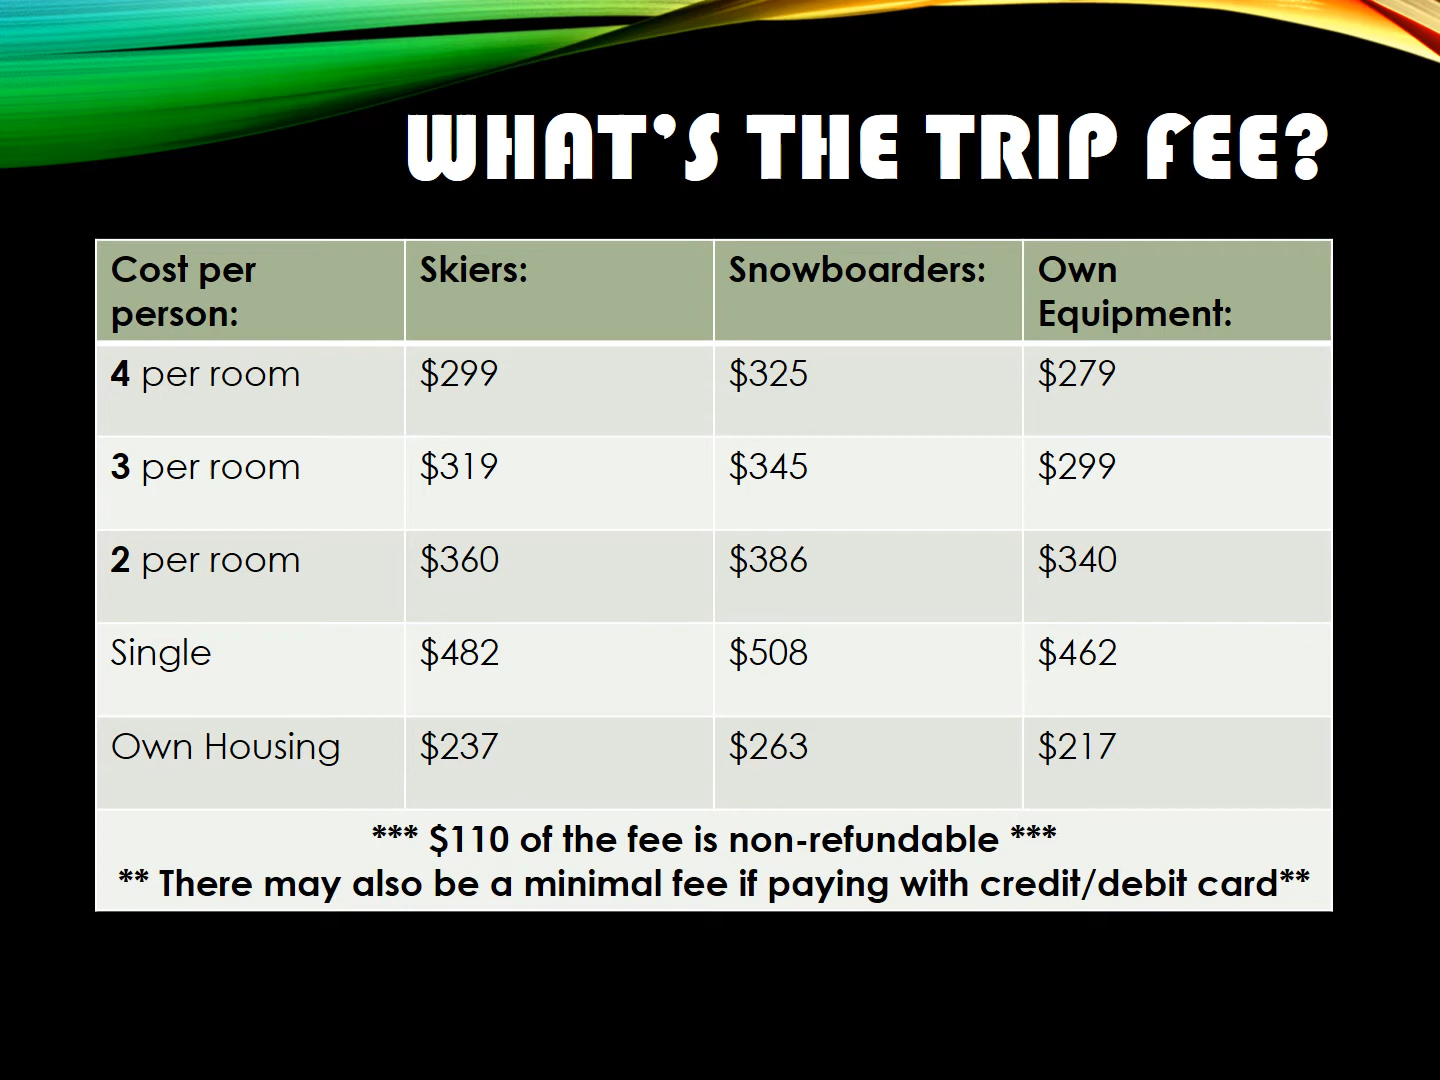 WHAT'S THE TRIP FEE?
Cost per person: Skiers: Snowboarders: Own Equipment:
4 per room $299 $325 $279
3 per room $319 $345 $299
2 per room $360 $386 $340
Single $482 $508 $462
Own Housing $237 $263 $217
*** $110 of the fee is non-refundable ***
** There may also be a minimal fee if paying with credit/debit card**